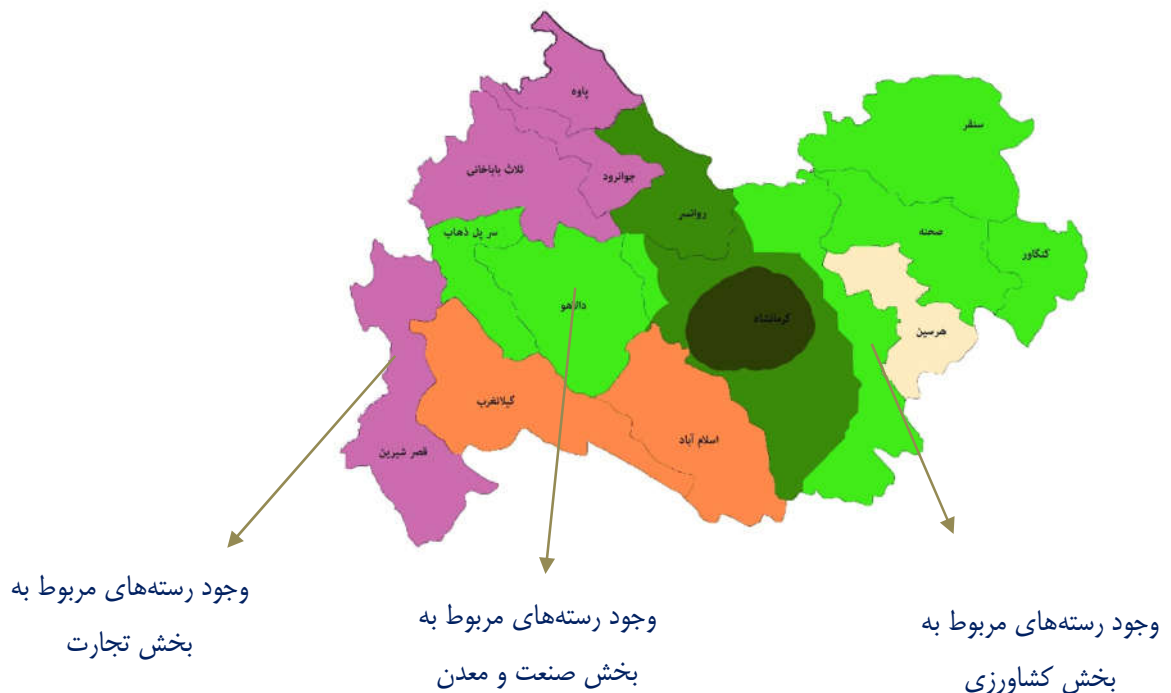 پاوه
سنقر
ثلاث باباخانی
جوانرود
روانسر
صحنه
سر پل ذهاب
کنگاور
دالاهو
کرمانشاه
هرسین
گیلانغرب
اسلام آباد
قصر شیرین
وجود رسته‌های مربوط به
بخش کشاورزی
وجود رسته‌های مربوط به
بخش صنعت و معدن
وجود رسته‌های مربوط به
بخش تجارت